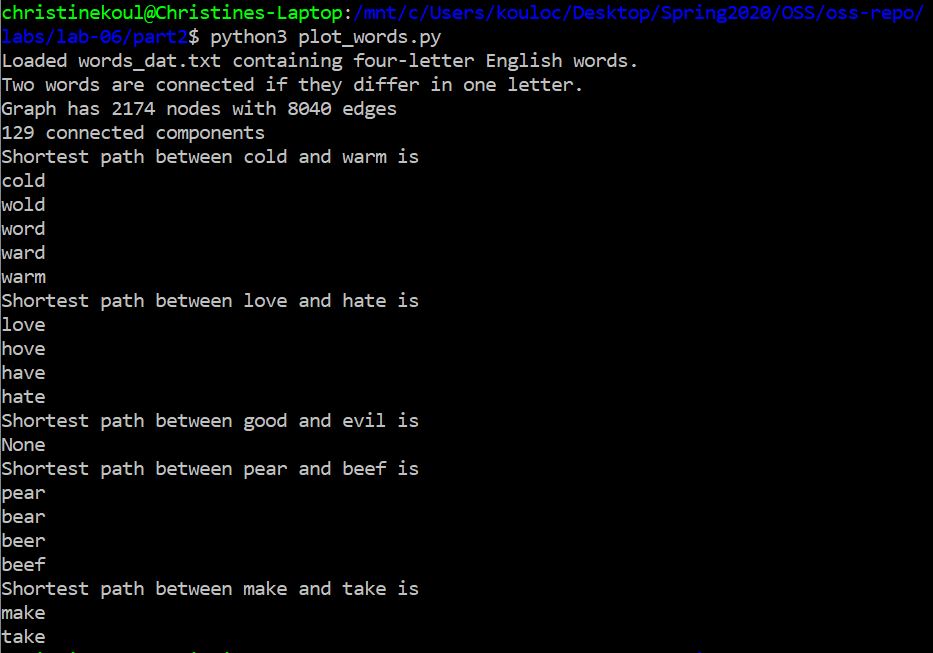 christinekoul@Christines-Laptop:/mnt/c/Users/kouloc/Desktop/Spring2020/OSS/oss-repo/
labs/lab-06/part2$ python3 plot_words.py
Loaded words_dat.txt containing four-letter English words.
Two words are connected if they differ in one letter.
Graph has 2174 nodes with 8040 edges
129 connected components
Shortest path between cold and warm is
cold
wold
word
ward
warm
Shortest path between love and hate is
love
hove
have
hate
Shortest path between good and evil is
None
Shortest path between pear and beef is
pear
bear
beer
beef
Shortest path between make and take is
make
take